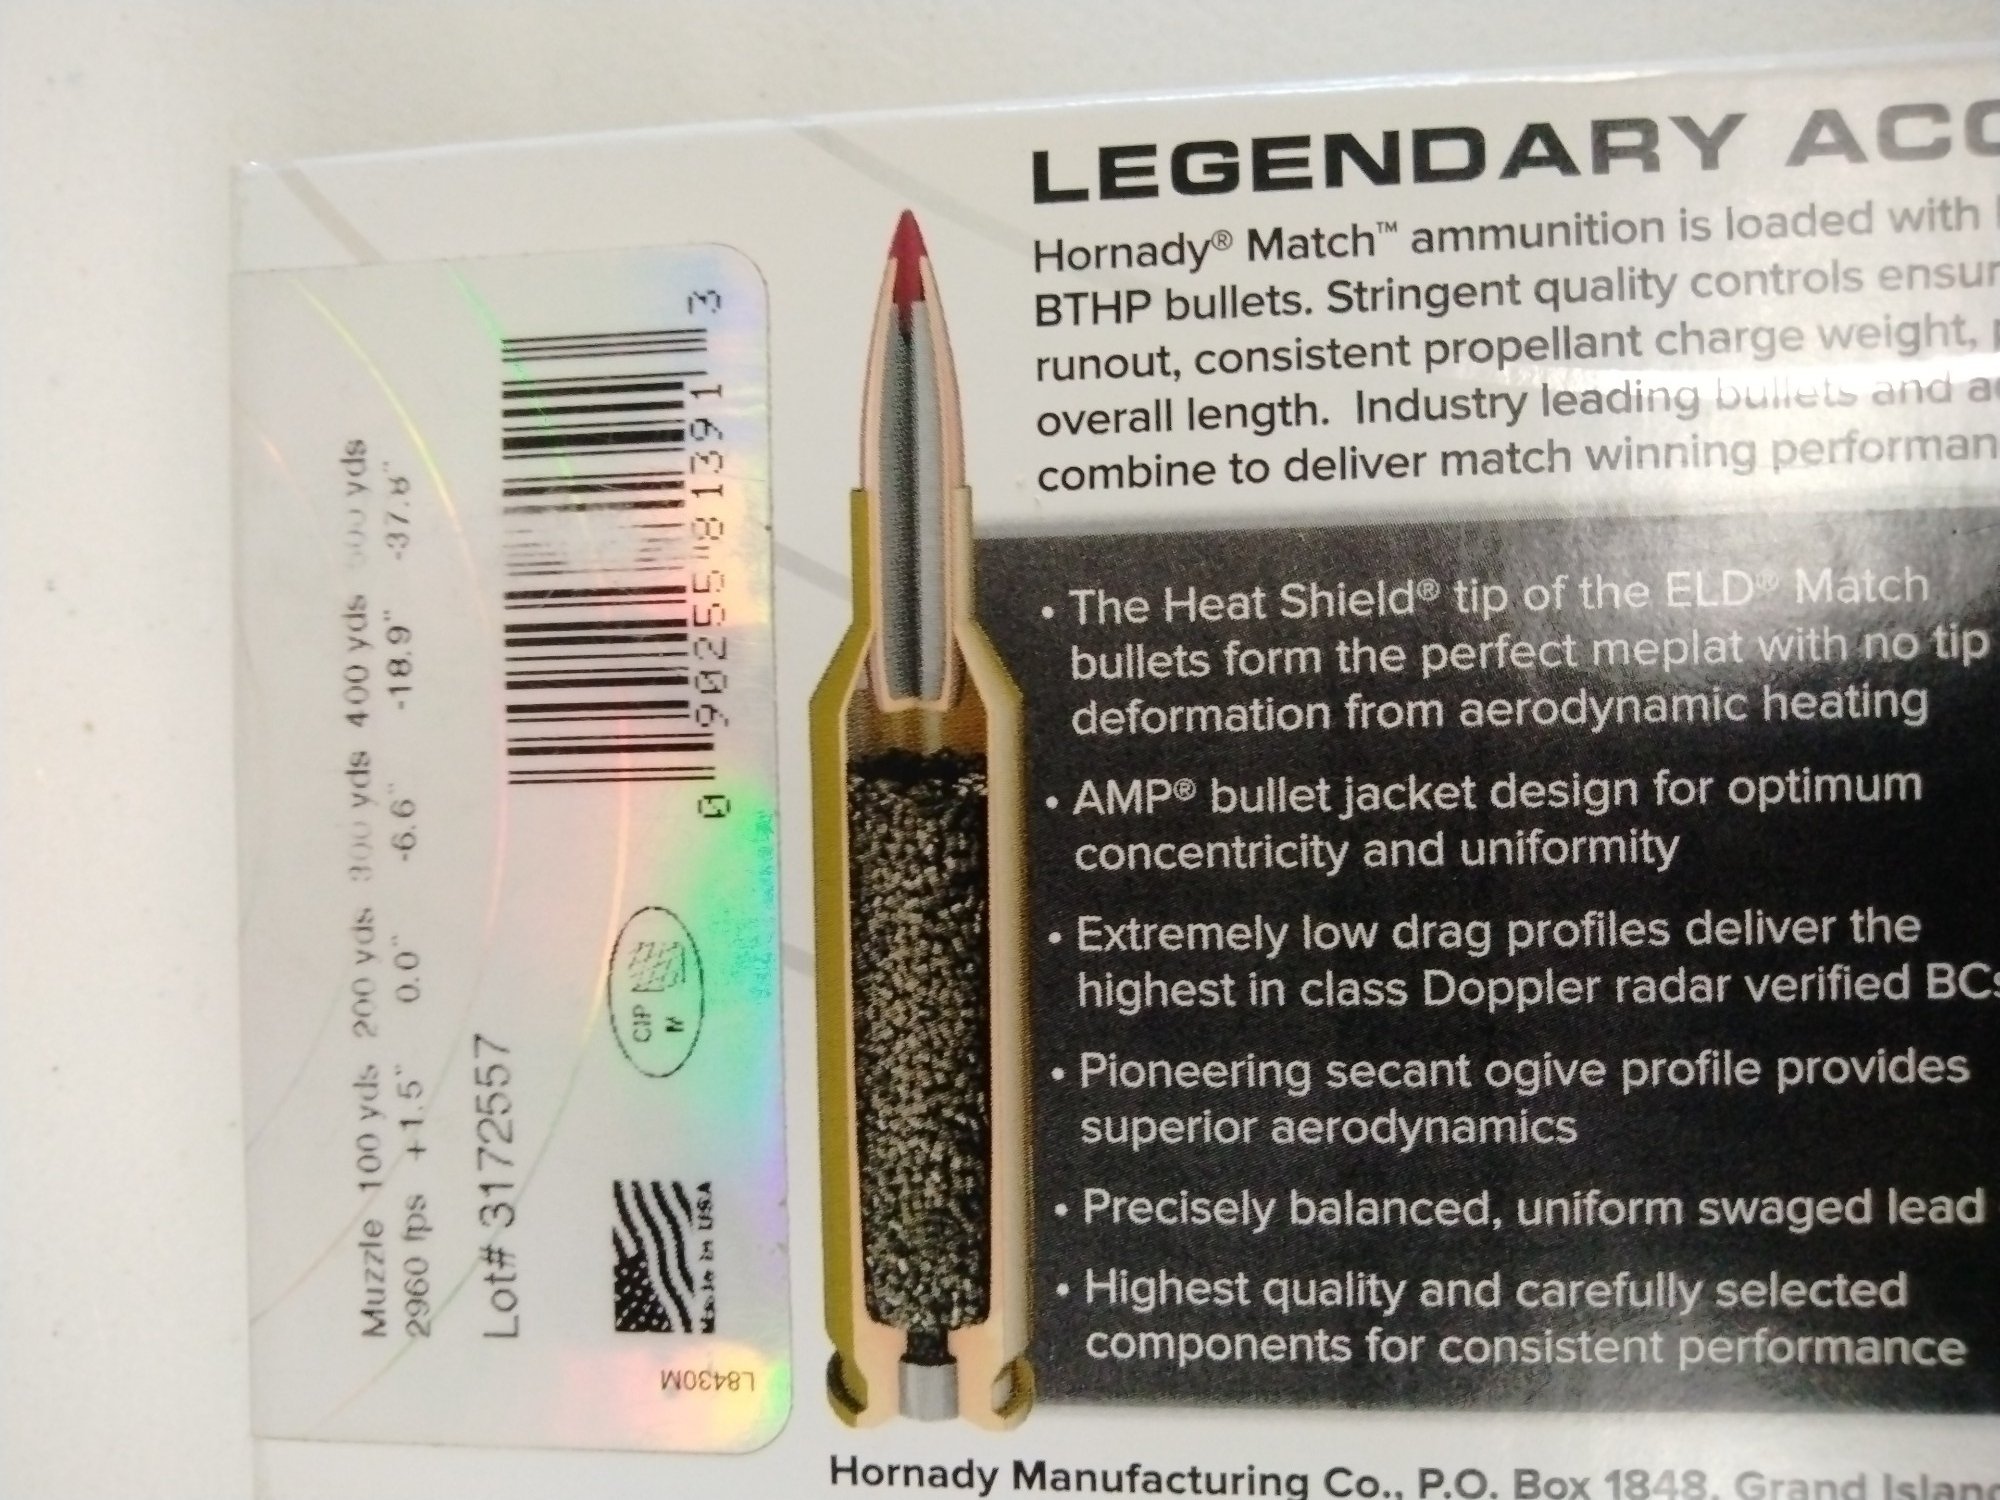 LEGENDARY
Hornady® Match™ ammunition is loaded with
BTHP bullets. Stringent quality controls
runout, consistent propellant charge weight,
overall length. Industry leading bullets and
combine to deliver match winning
• The Heat Shield® tip of the ELD® Match
bullets form the perfect meplat with no tip
deformation from aerodynamic heating
• AMP® bullet jacket design for optimum
concentricity and uniformity
• Extremely low drag profiles deliver the
highest in class Doppler radar verified BCs
• Pioneering secant ogive profile provides
superior aerodynamics
• Precisely balanced, uniform swaged lead
• Highest quality and carefully selected
components for consistent performance
Hornady Manufacturing Co., P.O. Box 1848, Grand Island
Muzzle 100 yds 200 yds 300 yds 400 yds 500 yds
2960 fps +1.5" 0.0" -6.6" -18.9" -37.8"
Lot# 3172557
Made in USA
CIP
M
0 90255 81391 3
L8430M